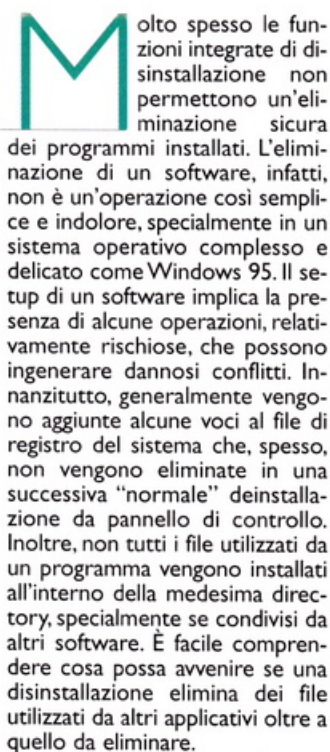 Molto spesso le fun-
zioni integrate di di-
sinstallazione non
permettono un'eli-
minazione sicura
dei programmi installati. L'elimi-
nazione di un software, infatti,
non è un'operazione così sempli-
ce e indolore, specialmente in un
sistema operativo complesso e
delicato come Windows 95. Il se-
tup di un software implica la pre-
senza di alcune operazioni, relati-
vamente rischiose, che possono
ingenerare dannosi conflitti. In-
nanzitutto, generalmente vengo-
no aggiunte alcune voci al file di
registro del sistema che, spesso,
non vengono eliminate in una
successiva “normale” deinstalla-
zione da pannello di controllo.
Inoltre, non tutti i file utilizzati da
un programma vengono installati
all'interno della medesima direc-
tory, specialmente se condivisi da
altri software. È facile compren-
dere cosa possa avvenire se una
disinstallazione elimina dei file
utilizzati da altri applicativi oltre a
quello da eliminare.